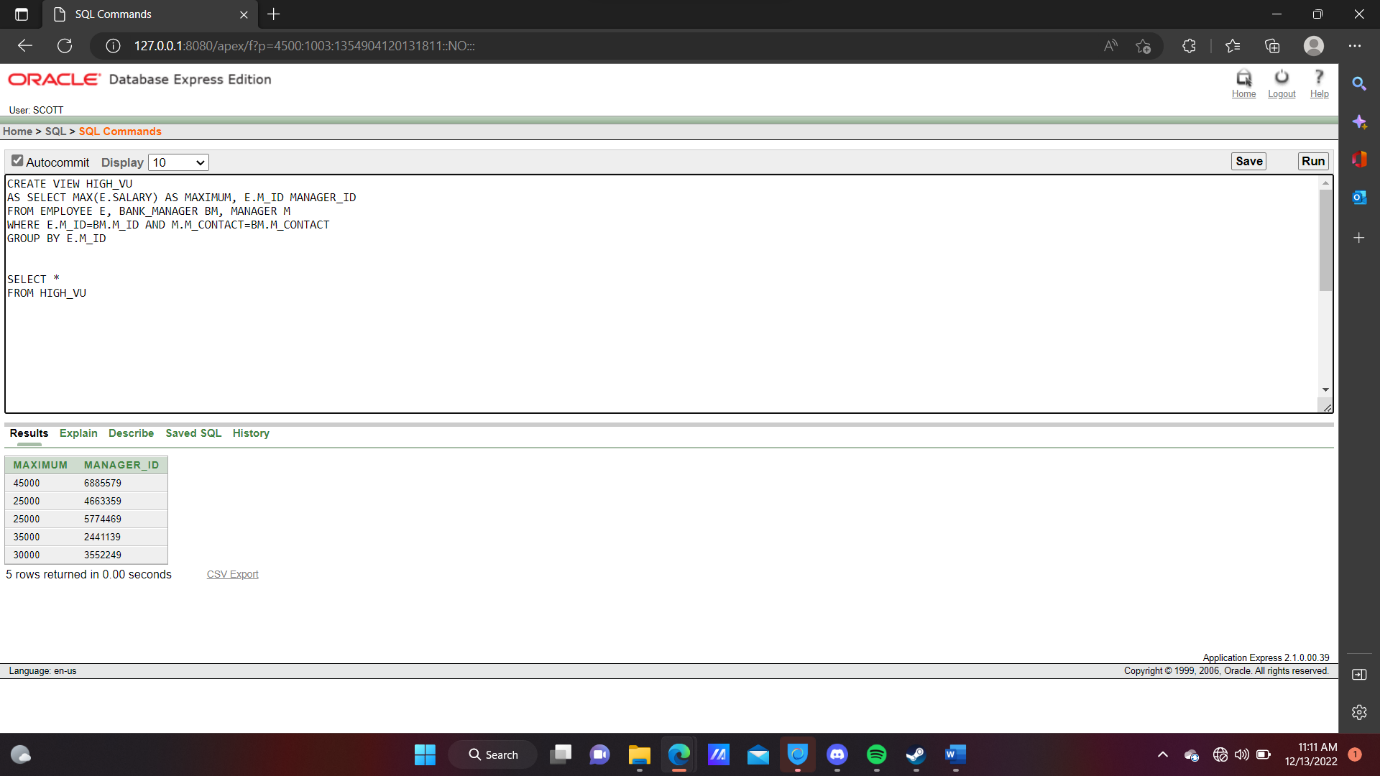 SQL Commands
127.0.0.1:8080/apex/f?p=4500:1003:1354904120131811::NO:::
ORACLE Database Express Edition
Home Logout Help
User: SCOTT
Home > SQL > SQL Commands
Autocommit Display 10 Save Run
CREATE VIEW HIGH_VU
AS SELECT MAX(E.SALARY) AS MAXIMUM, E.M_ID MANAGER_ID
FROM EMPLOYEE E, BANK_MANAGER BM, MANAGER M
WHERE E.M_ID=BM.M_ID AND M.M_CONTACT=BM.M_CONTACT
GROUP BY E.M_ID
SELECT *
FROM HIGH_VU
Results Explain Describe Saved SQL History
MAXIMUM MANAGER_ID
45000 6885579
25000 4663359
25000 5774469
35000 2441139
30000 3552249
5 rows returned in 0.00 seconds CSV Export
Application Express 2.1.0.00.39
Language: en-us Copyright © 1999, 2006, Oracle. All rights reserved.
Search
11:11 AM
12/13/2022 1